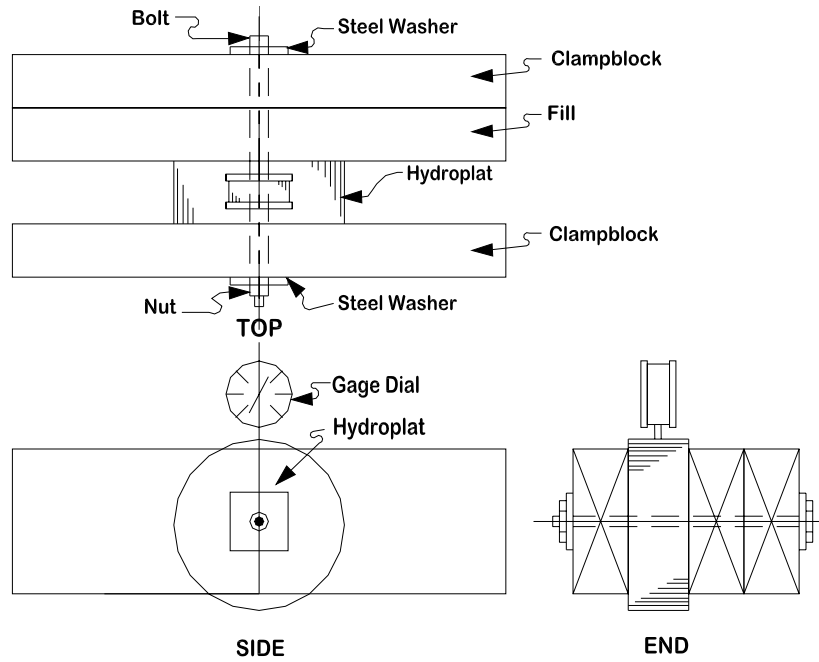 Bolt
Steel Washer
Clampblock
Fill
Hydroplat
Clampblock
Nut
Steel Washer
TOP
Gage Dial
Hydroplat
SIDE
END